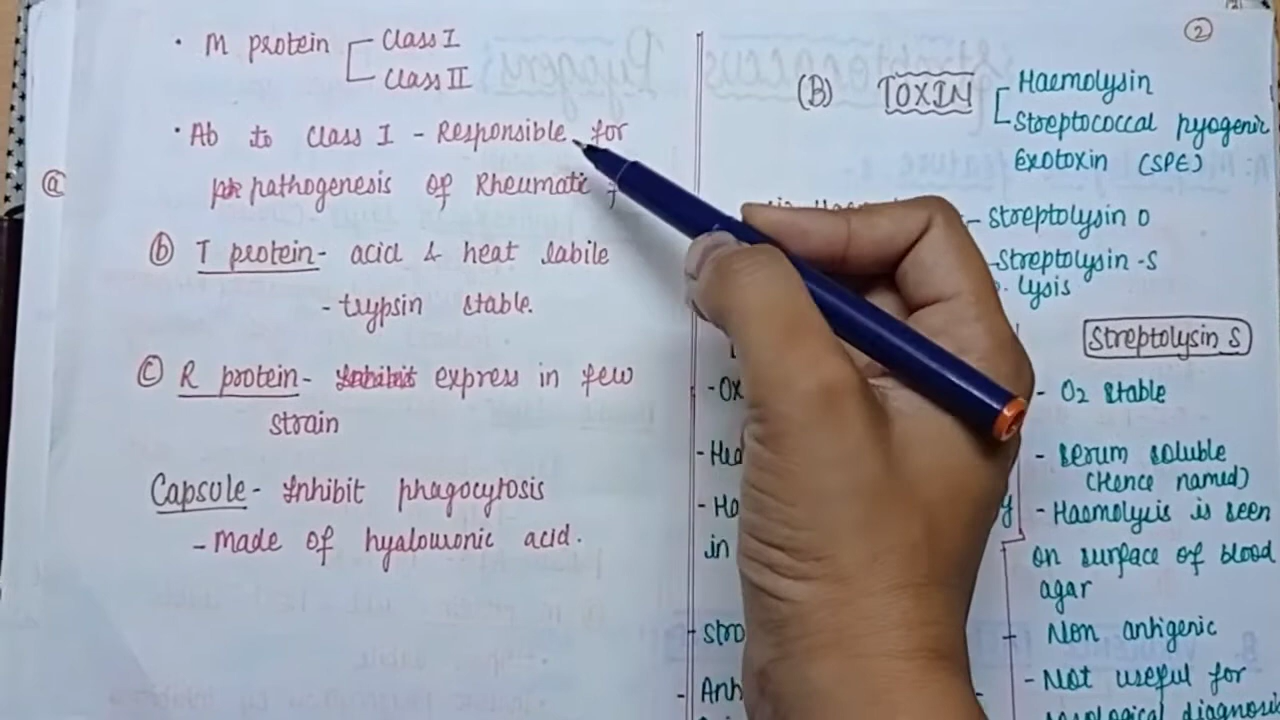 • M protein
Class I
Class II
• Ab to Class I - Responsible for
@ pathogenesis of Rheumatic
ⓑ T protein - acid & heat labile
- trypsin stable.
ⓒ R protein - express in few
strain
Capsule - Inhibit phagocytosis
- Made of hyalouronic acid.
②
(B) TOXIN
Haemolysin
Streptococcal pyogenic
Exotoxin (SPE)
Streptolysin O
Streptolysin -S
lysis
Streptolysin S
- O2 stable
- Serum soluble
(Hence named)
- Haemolysis is seen
on surface of blood
agar
- Non antigenic
- Not useful for
serological diagnosis